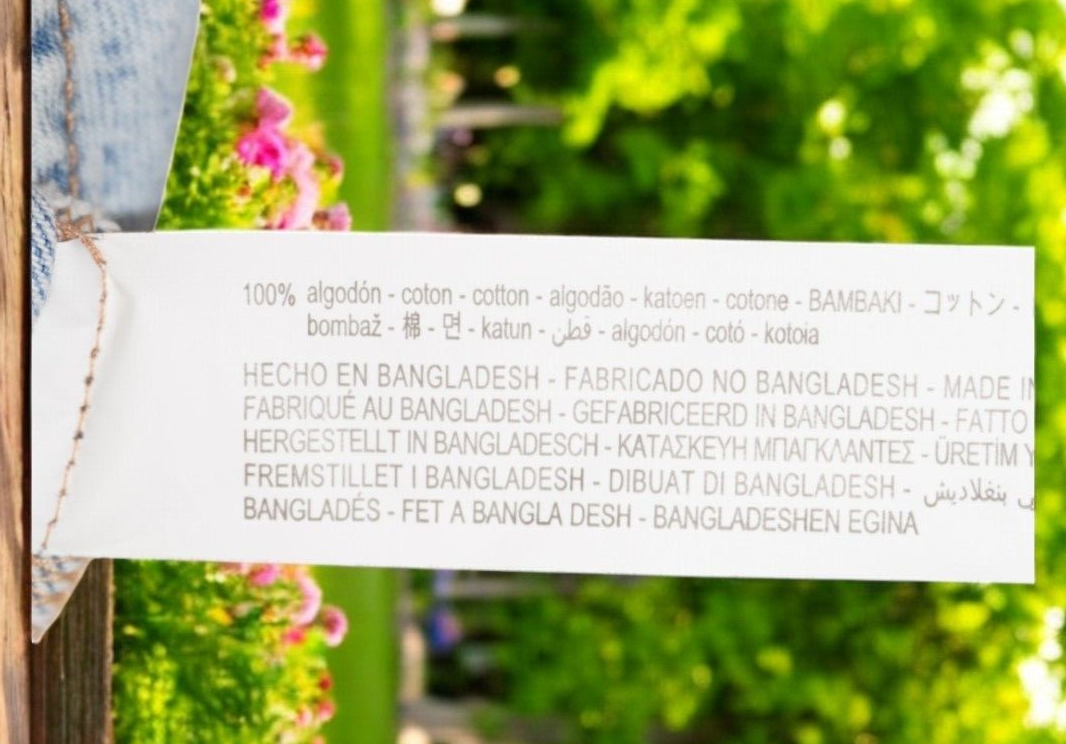 100% algodón - coton - cotton - algodão - katoen - cotone - BAMBAKI - コットン -
bombaž - 棉 - 면 - katun - قطن - algodón - cotó - kotoia
HECHO EN BANGLADESH - FABRICADO NO BANGLADESH - MADE IN
FABRIQUÉ AU BANGLADESH - GEFABRICEERD IN BANGLADESH - FATTO
HERGESTELLT IN BANGLADESCH - ΚΑΤΑΣΚΕΥΗ ΜΠΑΓΚΛΑΝΤΕΣ - ÜRETİM
FREMSTILLET I BANGLADESH - DIBUAT DI BANGLADESH - بنغلاديش
BANGLADÉS - FET A BANGLA DESH - BANGLADESHEN EGINA